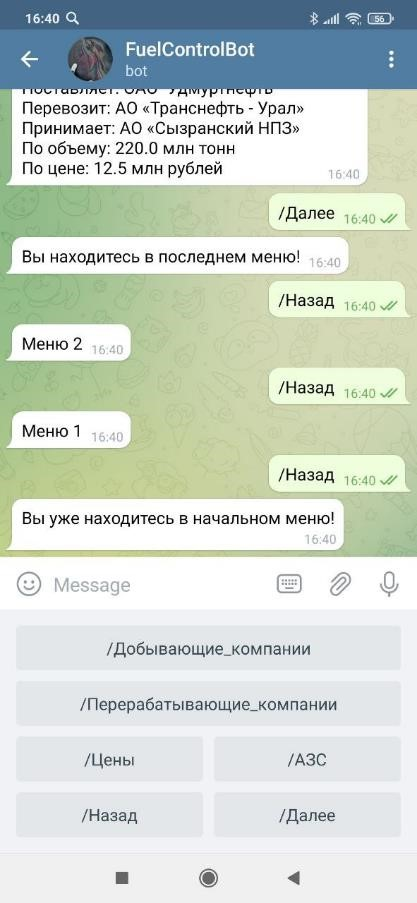 16:40
56
FuelControlBot
bot
Поставляет: ОАО "Удмуртнефть"
Перевозит: АО «Транснефть - Урал»
Принимает: АО «Сызранский НПЗ»
По объему: 220.0 млн тонн
По цене: 12.5 млн рублей
16:40
/Далее 16:40
Вы находитесь в последнем меню! 16:40
/Назад 16:40
Меню 2 16:40
/Назад 16:40
Меню 1 16:40
/Назад 16:40
Вы уже находитесь в начальном меню!
16:40
Message
/Добывающие_компании
/Перерабатывающие_компании
/Цены /АЗС
/Назад /Далее